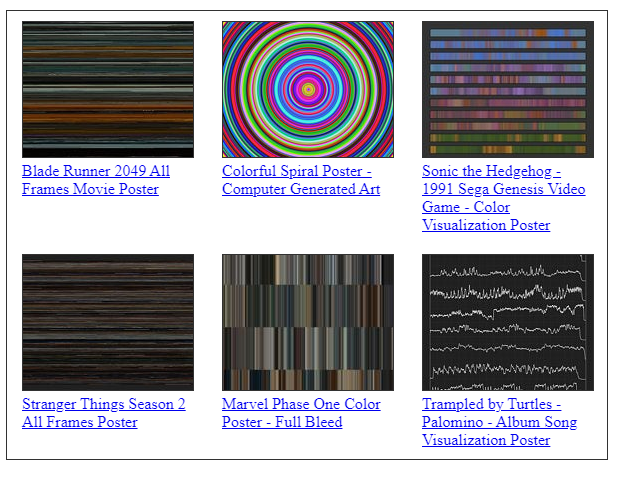 Blade Runner 2049 All
Frames Movie Poster
Colorful Spiral Poster -
Computer Generated Art
Sonic the Hedgehog -
1991 Sega Genesis Video
Game - Color
Visualization Poster
Stranger Things Season 2
All Frames Poster
Marvel Phase One Color
Poster - Full Bleed
Trampled by Turtles -
Palomino - Album Song
Visualization Poster